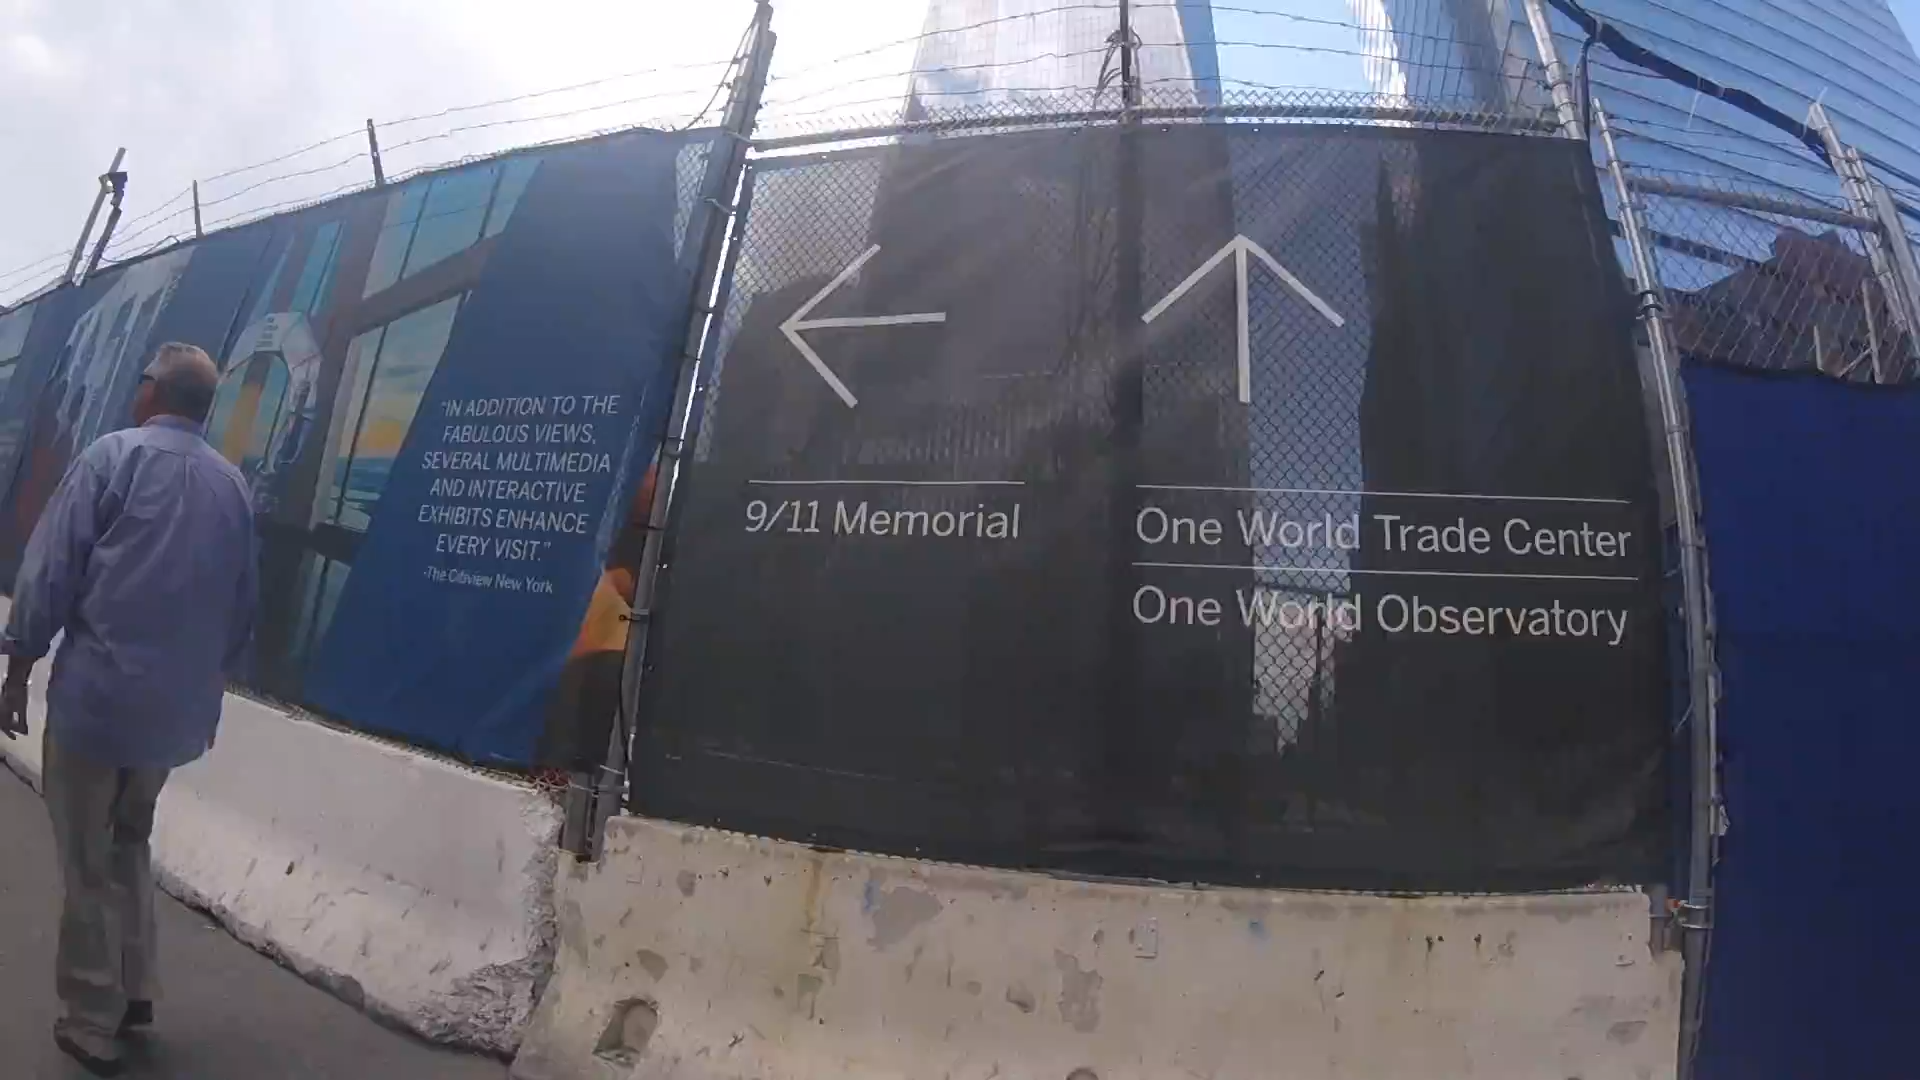 "IN ADDITION TO THE
FABULOUS VIEWS,
SEVERAL MULTIMEDIA
AND INTERACTIVE
EXHIBITS ENHANCE
EVERY VISIT."
-The Citiview New York
9/11 Memorial
One World Trade Center
One World Observatory